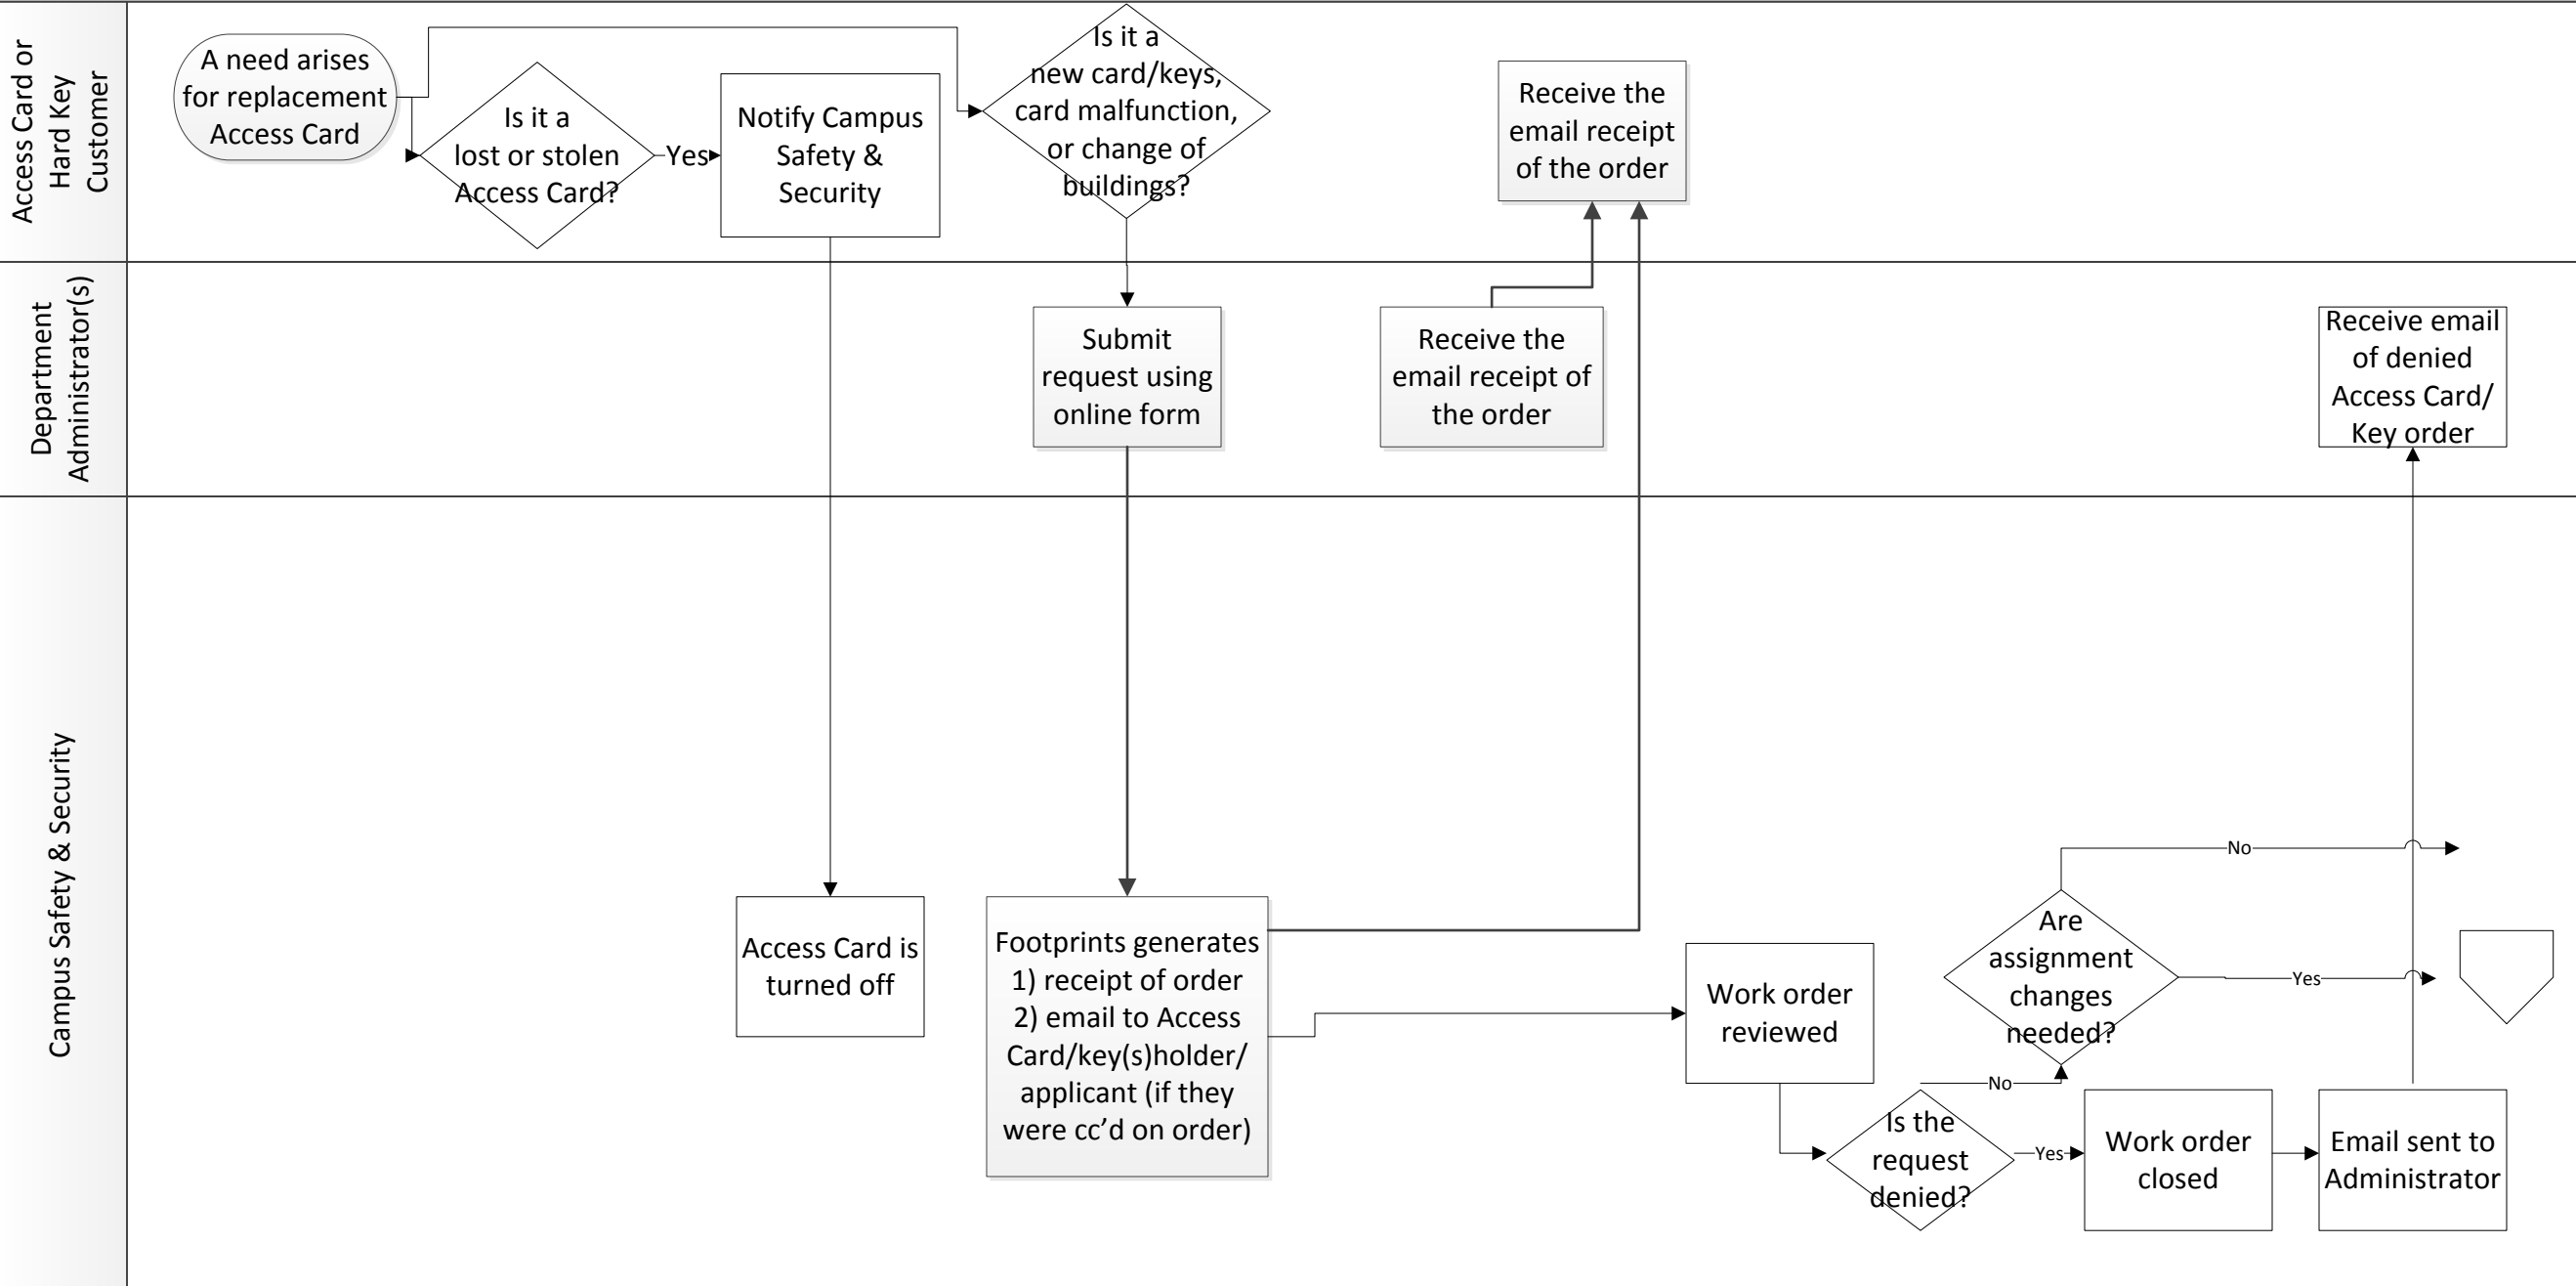 Access Card or
Hard Key
Customer
A need arises
for replacement
Access Card
Is it a
lost or stolen
Access Card?
Yes
Notify Campus
Safety &
Security
Is it a
new card/keys,
card malfunction,
or change of
buildings?
Receive the
email receipt
of the order
Department
Administrator(s)
Submit
request using
online form
Receive the
email receipt of
the order
Receive email
of denied
Access Card/
Key order
Campus Safety & Security
Access Card is
turned off
Footprints generates
1) receipt of order
2) email to Access
Card/key(s)holder/
applicant (if they
were cc’d on order)
Work order
reviewed
Is the
request
denied?
No
Yes
Are
assignment
changes
needed?
No
Yes
Work order
closed
Email sent to
Administrator